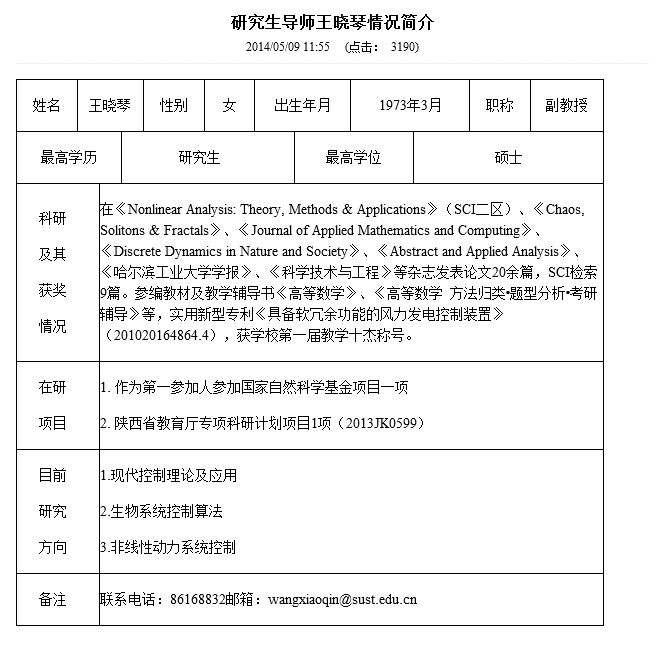 研究生导师王晓琴情况简介
2014/05/09 11:55 (点击： 3190)
姓名 王晓琴 性别 女 出生年月 1973年3月 职称 副教授
最高学历 研究生 最高学位 硕士
科研
及其
获奖
情况
在《Nonlinear Analysis: Theory, Methods & Applications》（SCI二区）、《Chaos,
Solitons & Fractals》、《Journal of Applied Mathematics and Computing》、
《Discrete Dynamics in Nature and Society》、《Abstract and Applied Analysis》、
《哈尔滨工业大学学报》、《科学技术与工程》等杂志发表论文20余篇，SCI检索
9篇。参编教材及教学辅导书《高等数学》、《高等数学 方法归类•题型分析•考研
辅导》等，实用新型专利《具备软冗余功能的风力发电控制装置》
（201020164864.4），获学校第一届教学十杰称号。
在研
项目
1. 作为第一参加人参加国家自然科学基金项目一项
2. 陕西省教育厅专项科研计划项目1项（2013JK0599）
目前
研究
方向
1.现代控制理论及应用
2.生物系统控制算法
3.非线性动力系统控制
备注
联系电话：86168832邮箱：wangxiaoqin@sust.edu.cn